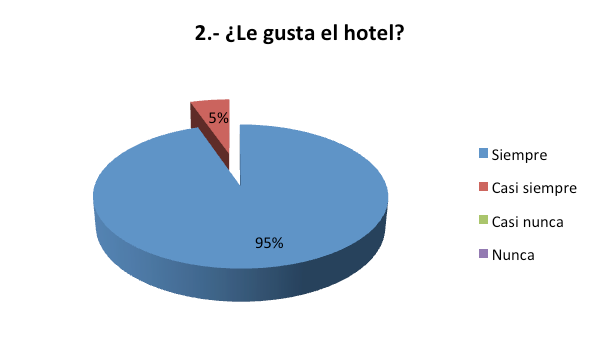 2.- ¿Le gusta el hotel?
5%
95%
Siempre
Casi siempre
Casi nunca
Nunca